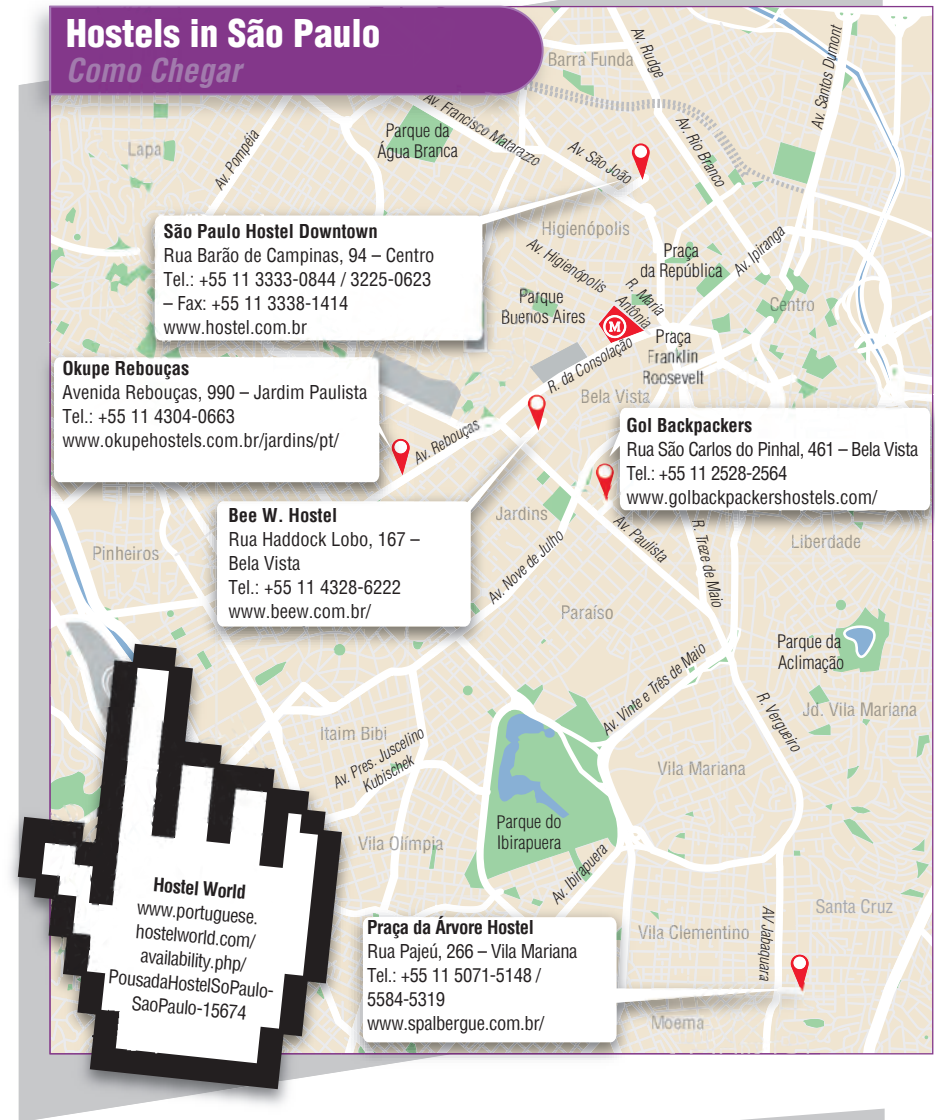 Hostels in São Paulo
Como Chegar
Barra Funda
Av. Rudge
Av. Santos Dumont
Av. Francisco Matarazzo
Parque da
Água Branca
Lapa
Av. Pompéia
Av. São João
Av. Rio Branco
São Paulo Hostel Downtown
Rua Barão de Campinas, 94 – Centro
Tel.: +55 11 3333-0844 / 3225-0623
– Fax: +55 11 3338-1414
www.hostel.com.br
Higienópolis
Av. Higienópolis
Praça
da República
Av. Ipiranga
R. Maria
Antônia
Parque
Buenos Aires
Centro
M
Praça
Franklin
Roosevelt
R. da Consolação
Bela Vista
Okupe Rebouças
Avenida Rebouças, 990 – Jardim Paulista
Tel.: +55 11 4304-0663
www.okupehostels.com.br/jardins/pt/
Av. Rebouças
Gol Backpackers
Rua São Carlos do Pinhal, 461 – Bela Vista
Tel.: +55 11 2528-2564
www.golbackpackershostels.com/
Bee W. Hostel
Rua Haddock Lobo, 167 –
Bela Vista
Tel.: +55 11 4328-6222
www.beew.com.br/
Jardins
Av. Paulista
R. Treze de Maio
Liberdade
Pinheiros
Av. Nove de Julho
Paraíso
Parque da
Aclimação
Av. Vinte e Três de Maio
R. Vergueiro
Jd. Vila Mariana
Itaim Bibi
Av. Pres. Juscelino
Kubischek
Vila Mariana
Vila Olímpia
Parque do
Ibirapuera
Av. Ibirapuera
Hostel World
www.portuguese.
hostelworld.com/
availability.php/
PousadaHostelSoPaulo-
SaoPaulo-15674
Praça da Árvore Hostel
Rua Pajeú, 266 – Vila Mariana
Tel.: +55 11 5071-5148 /
5584-5319
www.spalbergue.com.br/
Vila Clementino
AV Jabaquara
Santa Cruz
Moema